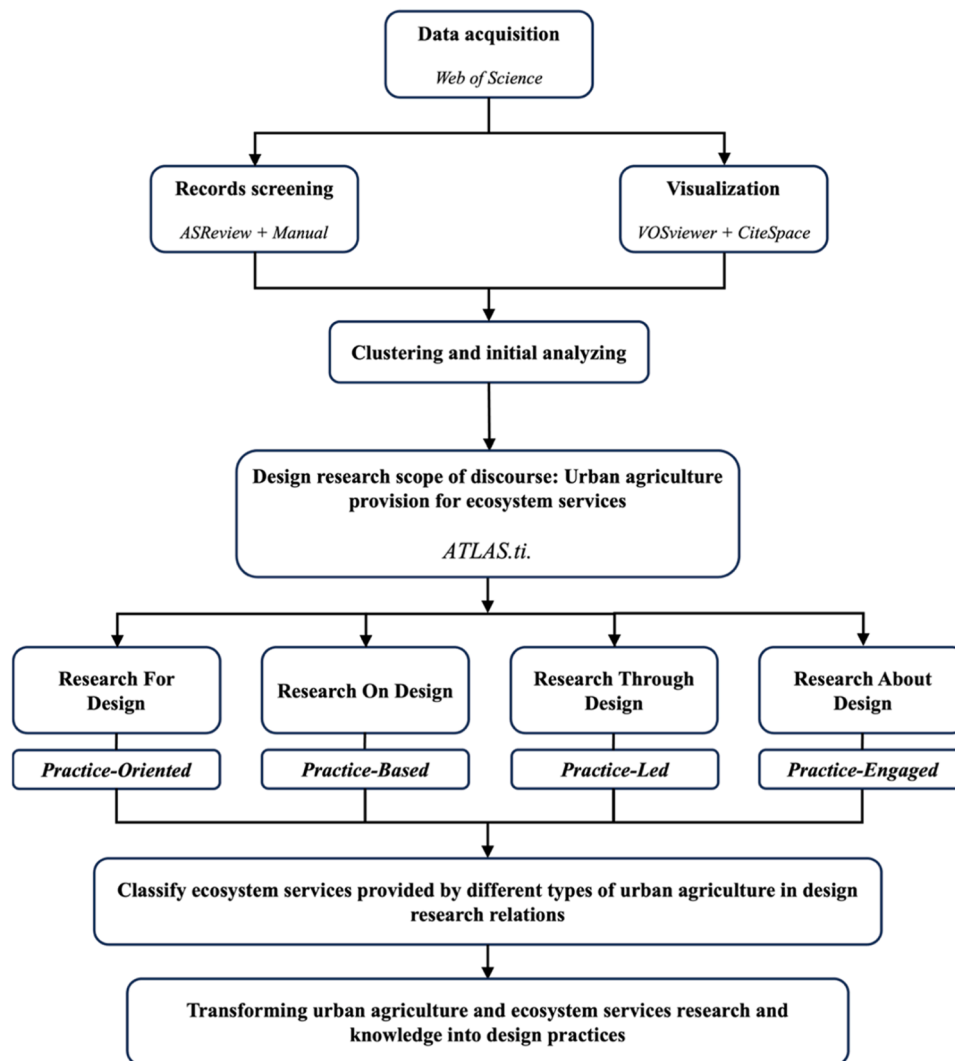 Data acquisition
Web of Science
Records screening
ASReview + Manual
Visualization
VOSviewer + CiteSpace
Clustering and initial analyzing
Design research scope of discourse: Urban agriculture
provision for ecosystem services
ATLAS.ti.
Research For
Design
Practice-Oriented
Research On Design
Practice-Based
Research Through
Design
Practice-Led
Research About
Design
Practice-Engaged
Classify ecosystem services provided by different types of urban agriculture in design
research relations
Transforming urban agriculture and ecosystem services research and
knowledge into design practices